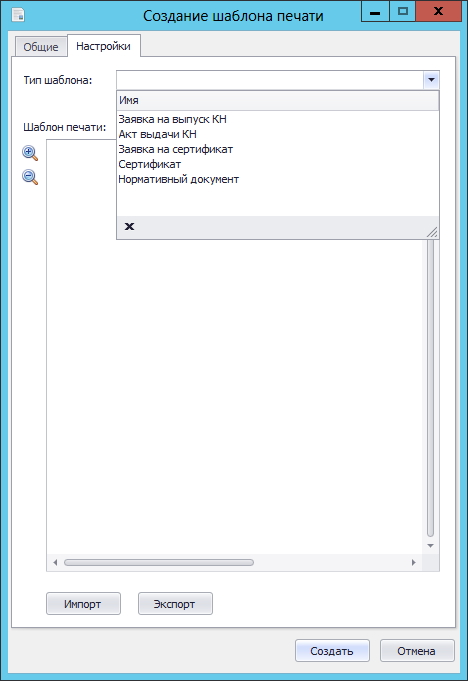 Создание шаблона печати
Общие
Настройки
Тип шаблона:
Имя
Заявка на выпуск КН
Шаблон печати:
Акт выдачи КН
Заявка на сертификат
Сертификат
Нормативный документ
Импорт
Экспорт
Создать
Отмена